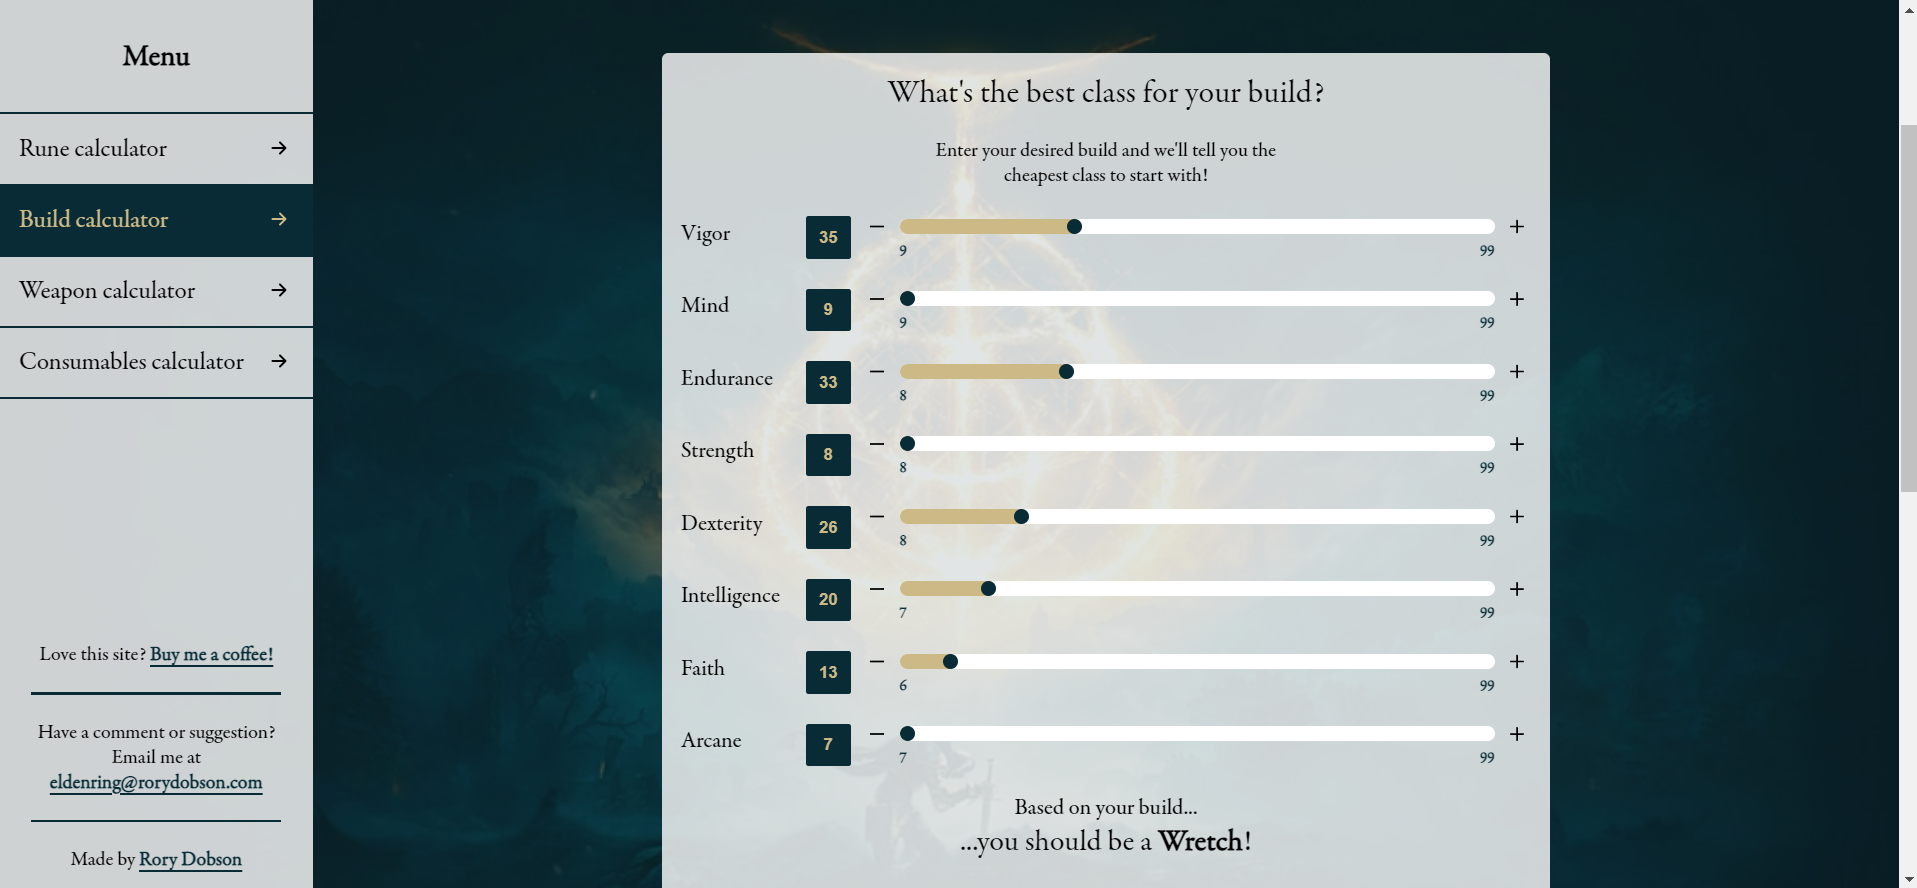 Menu
Rune calculator
Build calculator
Weapon calculator
Consumables calculator
Love this site? Buy me a coffee!
Have a comment or suggestion?
Email me at
eldenring@rorydobson.com
Made by Rory Dobson
What's the best class for your build?
Enter your desired build and we'll tell you the
cheapest class to start with!
Vigor 35
9 99
Mind 9
9 99
Endurance 33
8 99
Strength 8
8 99
Dexterity 26
8 99
Intelligence 20
7 99
Faith 13
6 99
Arcane 7
7 99
Based on your build...
...you should be a Wretch!